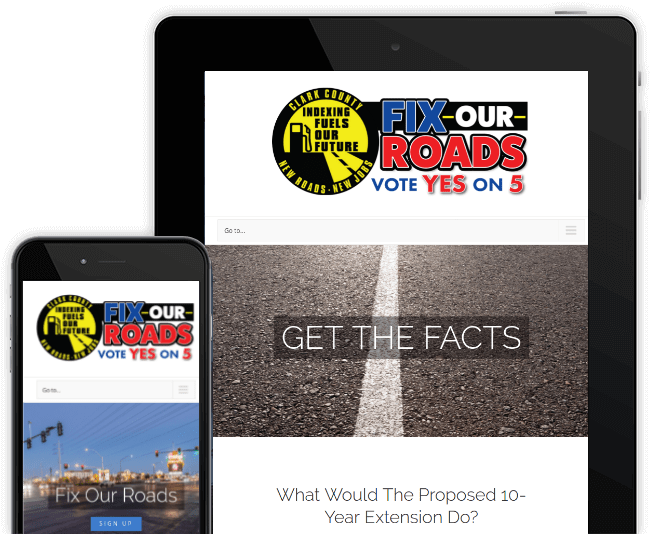 CLARK COUNTY
INDEXING
FUELS
OUR
FUTURE
NEW ROADS · NEW JOBS
FIX-OUR-
ROADS
VOTE YES ON 5
Go to...
GET THE FACTS
What Would The Proposed 10-
Year Extension Do?
CLARK COUNTY
INDEXING
FUELS
OUR
FUTURE
NEW ROADS · NEW JOBS
FIX-OUR-
ROADS
VOTE YES ON 5
Go to...
Fix Our Roads
SIGN UP